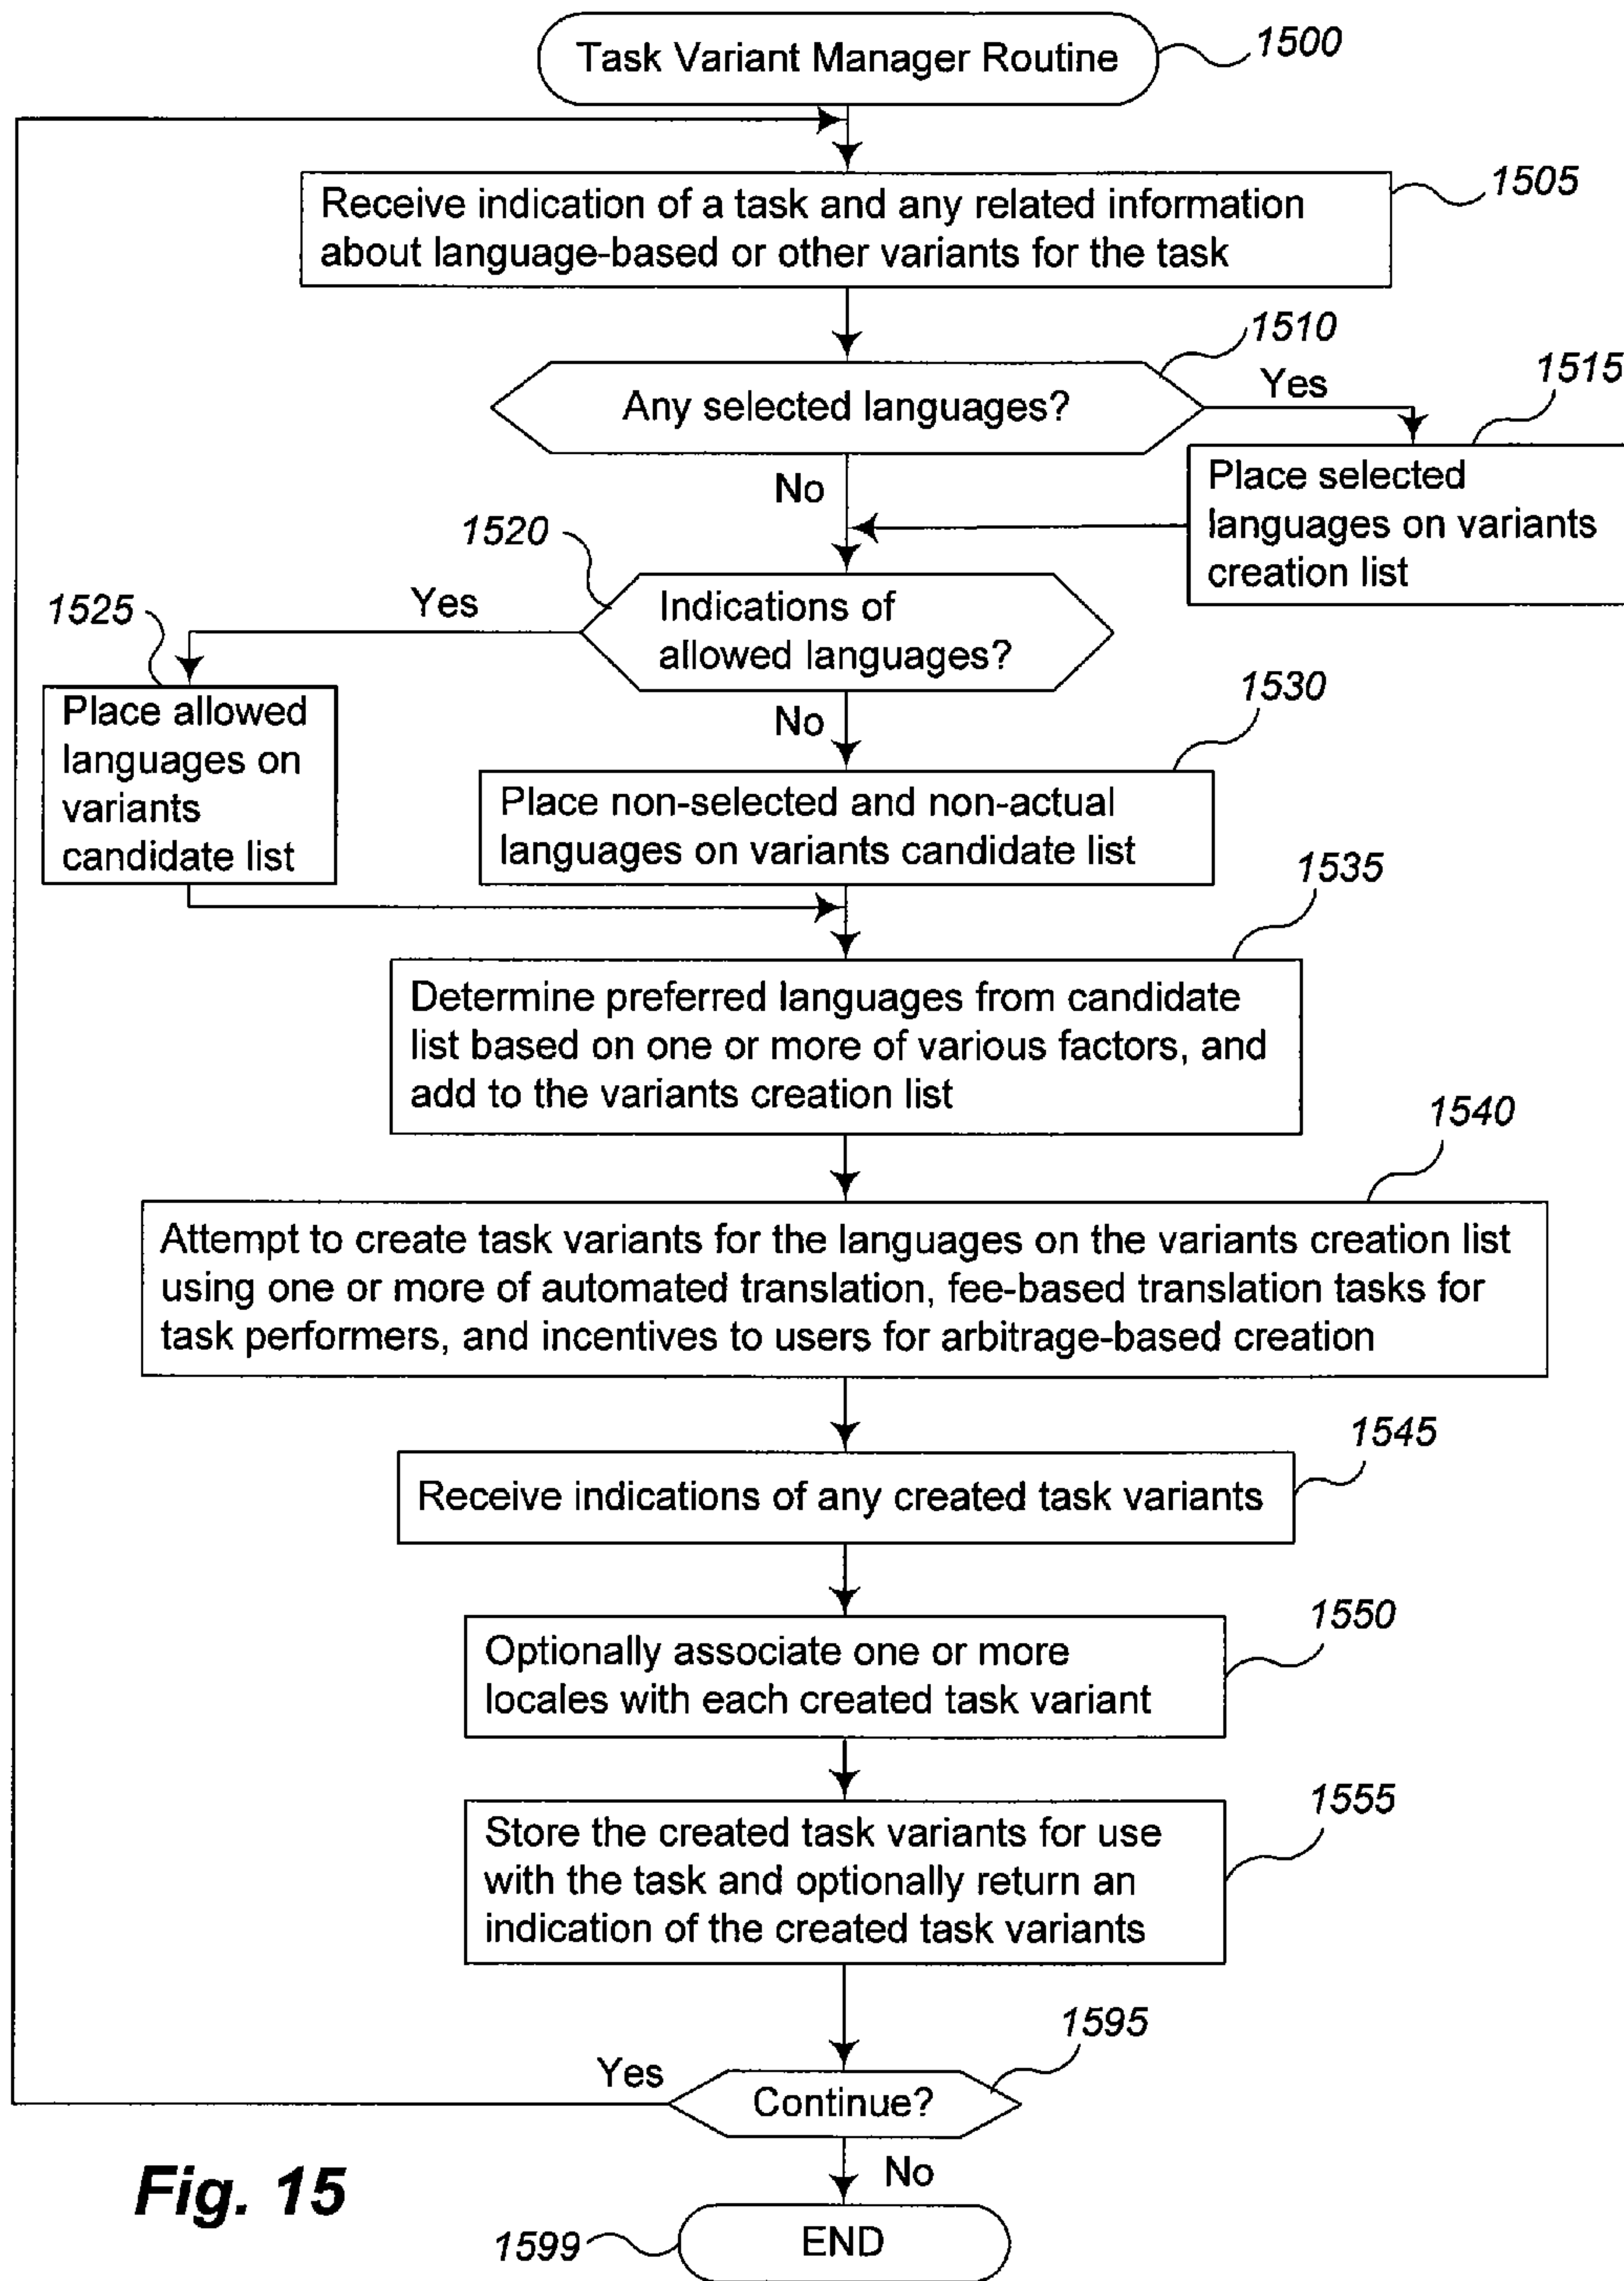 Task Variant Manager Routine
1500
Receive indication of a task and any related information
about language-based or other variants for the task
1505
Any selected languages?
1510
Yes
1515
Place selected
languages on variants
creation list
No
1520
Indications of
allowed languages?
Yes
1525
Place allowed
languages on
variants
candidate list
No
1530
Place non-selected and non-actual
languages on variants candidate list
1535
Determine preferred languages from candidate
list based on one or more of various factors, and
add to the variants creation list
1540
Attempt to create task variants for the languages on the variants creation list
using one or more of automated translation, fee-based translation tasks for
task performers, and incentives to users for arbitrage-based creation
1545
Receive indications of any created task variants
1550
Optionally associate one or more
locales with each created task variant
1555
Store the created task variants for use
with the task and optionally return an
indication of the created task variants
1595
Yes
Continue?
No
Fig. 15
1599
END